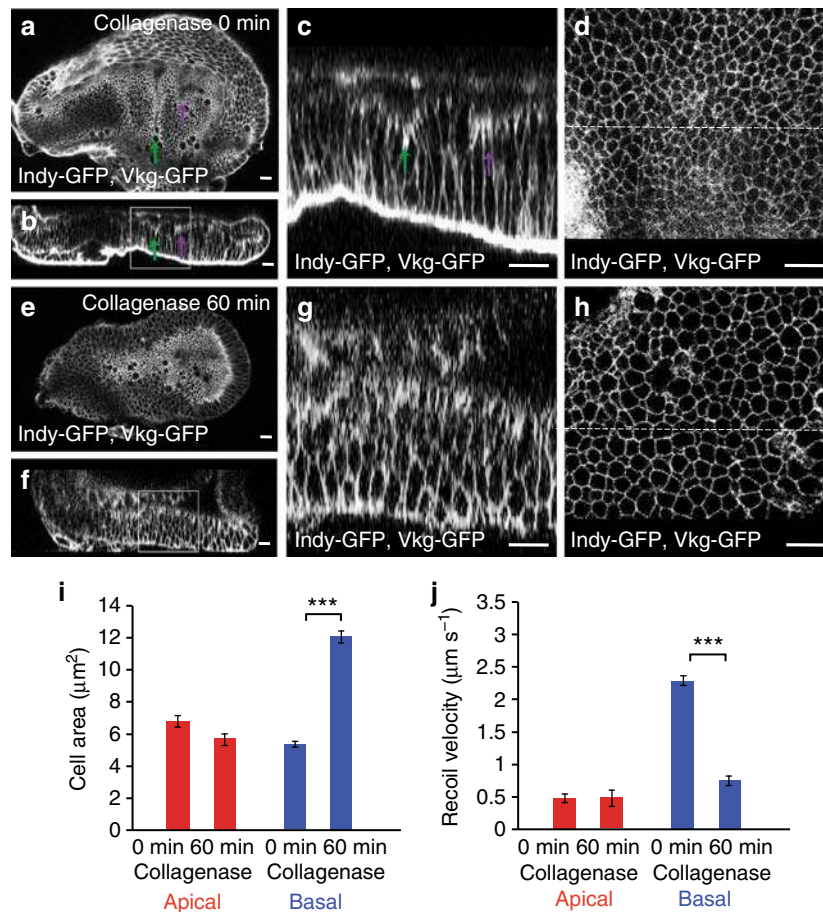 a Collagenase 0 min
Indy-GFP, Vkg-GFP
b
c
Indy-GFP, Vkg-GFP
d
e Collagenase 60 min
Indy-GFP, Vkg-GFP
f
g
Indy-GFP, Vkg-GFP
h
Indy-GFP, Vkg-GFP
i
Cell area (μm²)
14
12
10
8
6
4
2
0
***
0 min 60 min 0 min 60 min
Collagenase Collagenase
Apical Basal
j
Recoil velocity (μm s⁻¹)
3.5
3
2.5
2
1.5
1
0.5
0
***
0 min 60 min 0 min 60 min
Collagenase Collagenase
Apical Basal